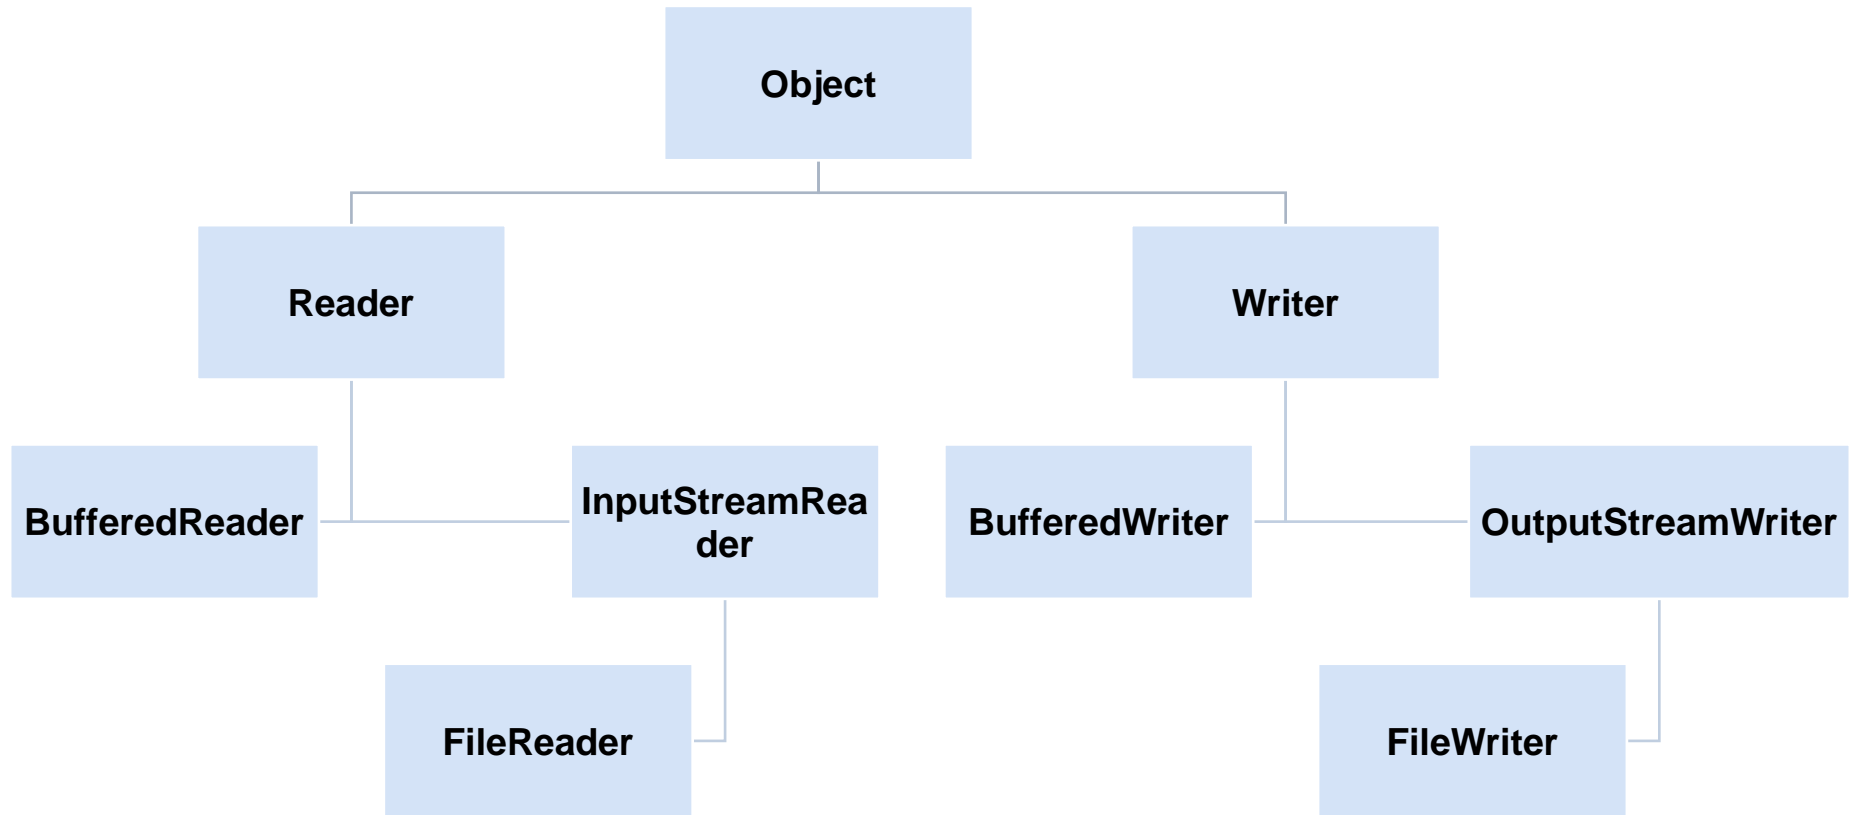 Object
Reader
Writer
BufferedReader
InputStreamRea
der
BufferedWriter
OutputStreamWriter
FileReader
FileWriter